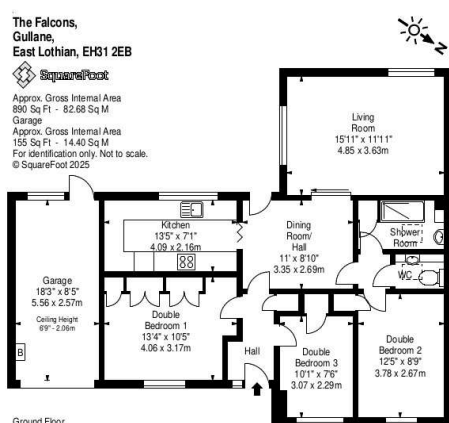 The Falcons,
Gullane,
East Lothian, EH31 2EB
SquareFoot
Approx. Gross Internal Area
890 Sq Ft - 82.68 Sq M
Garage
Approx. Gross Internal Area
155 Sq Ft - 14.40 Sq M
For identification only. Not to scale.
© SquareFoot 2025
N
Living
Room
15'11" x 11'11"
4.85 x 3.63m
Kitchen
13'5" x 7'1"
4.09 x 2.16m
Dining
Room/
Hall
11' x 8'10"
3.35 x 2.69m
Shower
Room
WC
Garage
18'3" x 8'5"
5.56 x 2.57m
Ceiling Height
6'9" - 2.06m
B
Double
Bedroom 1
13'4" x 10'5"
4.06 x 3.17m
Hall
Double
Bedroom 3
10'1" x 7'6"
3.07 x 2.29m
Double
Bedroom 2
12'5" x 8'9"
3.78 x 2.67m
Ground Floor